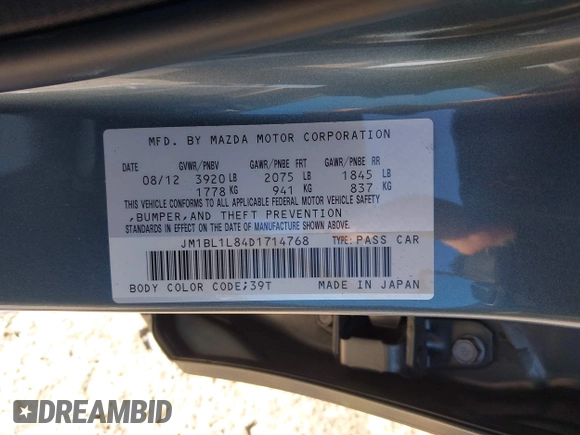 MFD. BY MAZDA MOTOR CORPORATION
DATE GVWR/PNBV GAWR/PNBE FRT GAWR/PNBE RR
08/12 3920 LB 2075 LB 1845 LB
1778 KG 941 KG 837 KG
THIS VEHICLE CONFORMS TO ALL APPLICABLE FEDERAL MOTOR VEHICLE SAFETY
,BUMPER,AND THEFT PREVENTION
STANDARDS IN EFFECT ON THE DATE OF MANUFACTURE SHOWN ABOVE.
JM1BL1L84D1714768 TYPE:PASS CAR
BODY COLOR CODE;39T MADE IN JAPAN
DREAMBID